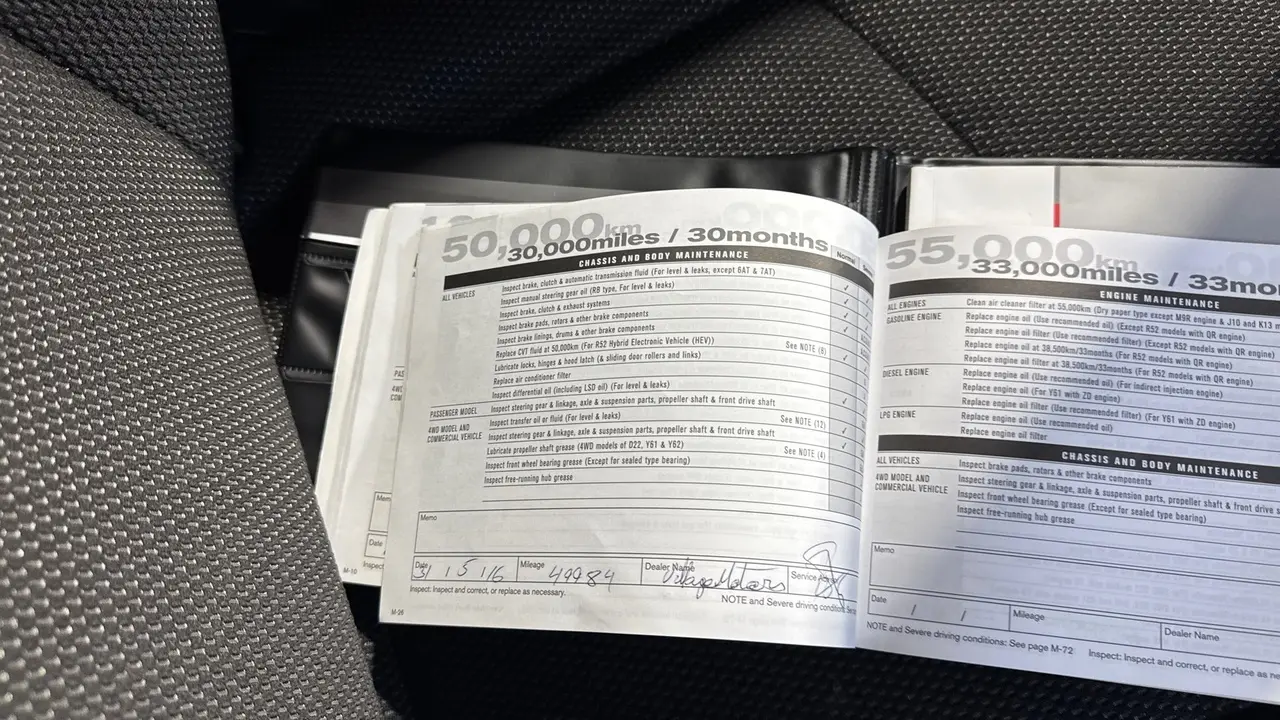 50,000km
30,000miles / 30months
CHASSIS AND BODY MAINTENANCE
Normal
ALL VEHICLES
Inspect brake, clutch & automatic transmission fluid (For level & leaks, except 6AT & 7AT)
Inspect manual steering gear oil (RB type, For level & leaks)
Inspect brake, clutch & exhaust systems
Inspect brake pads, rotors & other brake components
Inspect brake linings, drums & other brake components
Replace CVT fluid at 50,000km (For R52 Hybrid Electronic Vehicle (HEV)) See NOTE (8)
Lubricate locks, hinges & hood latch (& sliding door rollers and links)
Replace air conditioner filter
Inspect differential oil (including LSD oil) (For level & leaks)
PASSENGER MODEL Inspect steering gear & linkage, axle & suspension parts, propeller shaft & front drive shaft
4WD MODEL AND COMMERCIAL VEHICLE
Inspect transfer oil or fluid (For level & leaks) See NOTE (12)
Inspect steering gear & linkage, axle & suspension parts, propeller shaft & front drive shaft
Lubricate propeller shaft grease (4WD models of D22, Y61 & Y62) See NOTE (4)
Inspect front wheel bearing grease (Except for sealed type bearing)
Inspect free-running hub grease
Memo
Date Mileage 49984 Dealer Name Village Motors Service
Inspect: Inspect and correct, or replace as necessary.
NOTE and Severe driving
M-26
55,000km
33,000miles / 33mo
ENGINE MAINTENANCE
ALL ENGINES Clean air cleaner filter at 55,000km (Dry paper type except M9R engine & J10 and K13
GASOLINE ENGINE Replace engine oil (Use recommended oil) (Except R52 models with QR engine)
Replace engine oil filter (Use recommended filter) (Except R52 models with QR engine)
Replace engine oil at 38,500km/33months (For R52 models with QR engine)
Replace engine oil filter at 38,500km/33months (For R52 models with QR engine)
DIESEL ENGINE Replace engine oil (Use recommended oil) (For indirect injection engine)
Replace engine oil (For Y61 with ZD engine)
Replace engine oil filter (Use recommended filter) (For Y61 with ZD engine)
LPG ENGINE Replace engine oil (Use recommended oil)
Replace engine oil filter
CHASSIS AND BODY MAINTENANCE
ALL VEHICLES Inspect brake pads, rotors & other brake components
4WD MODEL AND COMMERCIAL VEHICLE
Inspect steering gear & linkage, axle & suspension parts, propeller shaft & front drive s
Inspect front wheel bearing grease (Except for sealed type bearing)
Inspect free-running hub grease
Memo
Date / / Mileage Dealer Name
NOTE and Severe driving conditions: See page M-72 Inspect: Inspect and correct, or replace as ne
Mem
Date
Inspect
M-10